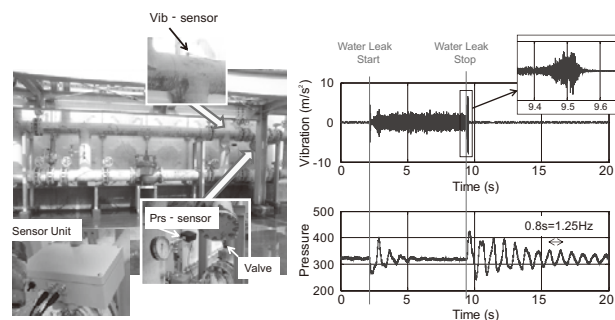 Vib - sensor
Prs - sensor
Valve
Sensor Unit
Water Leak
Start
Water Leak
Stop
9.4 9.5 9.6
Vibration (m/s²)
10
0
-10
0 5 10 15 20
Time (s)
Pressure
500
400
300
200
0.8s=1.25Hz
0 5 10 15 20
Time (s)